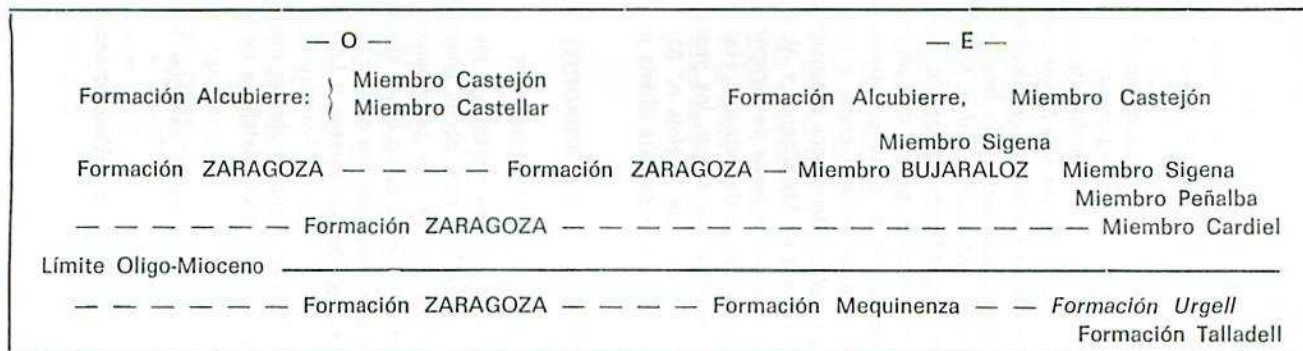 — O — — E —
Formación Alcubierre: } Miembro Castejón
Miembro Castellar
Formación Alcubierre, Miembro Castejón
Miembro Sigena
Formación ZARAGOZA — — — — Formación ZARAGOZA — Miembro BUJARALOZ Miembro Sigena
Miembro Peñalba
— — — — — — Formación ZARAGOZA — — — — — — — — — — — — — — — Miembro Cardiel
Límite Oligo-Mioceno
— — — — — — Formación ZARAGOZA — — — — Formación Mequinenza — — Formación Urgell
Formación Talladell